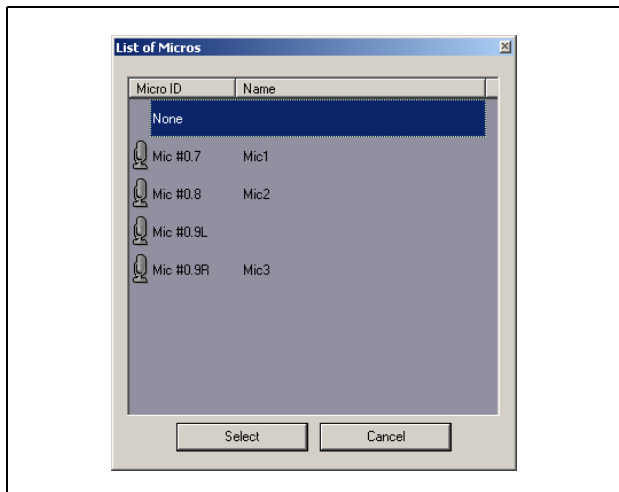 List of Micros
Micro ID Name
None
Mic #0.7 Mic1
Mic #0.8 Mic2
Mic #0.9L
Mic #0.9R Mic3
Select Cancel